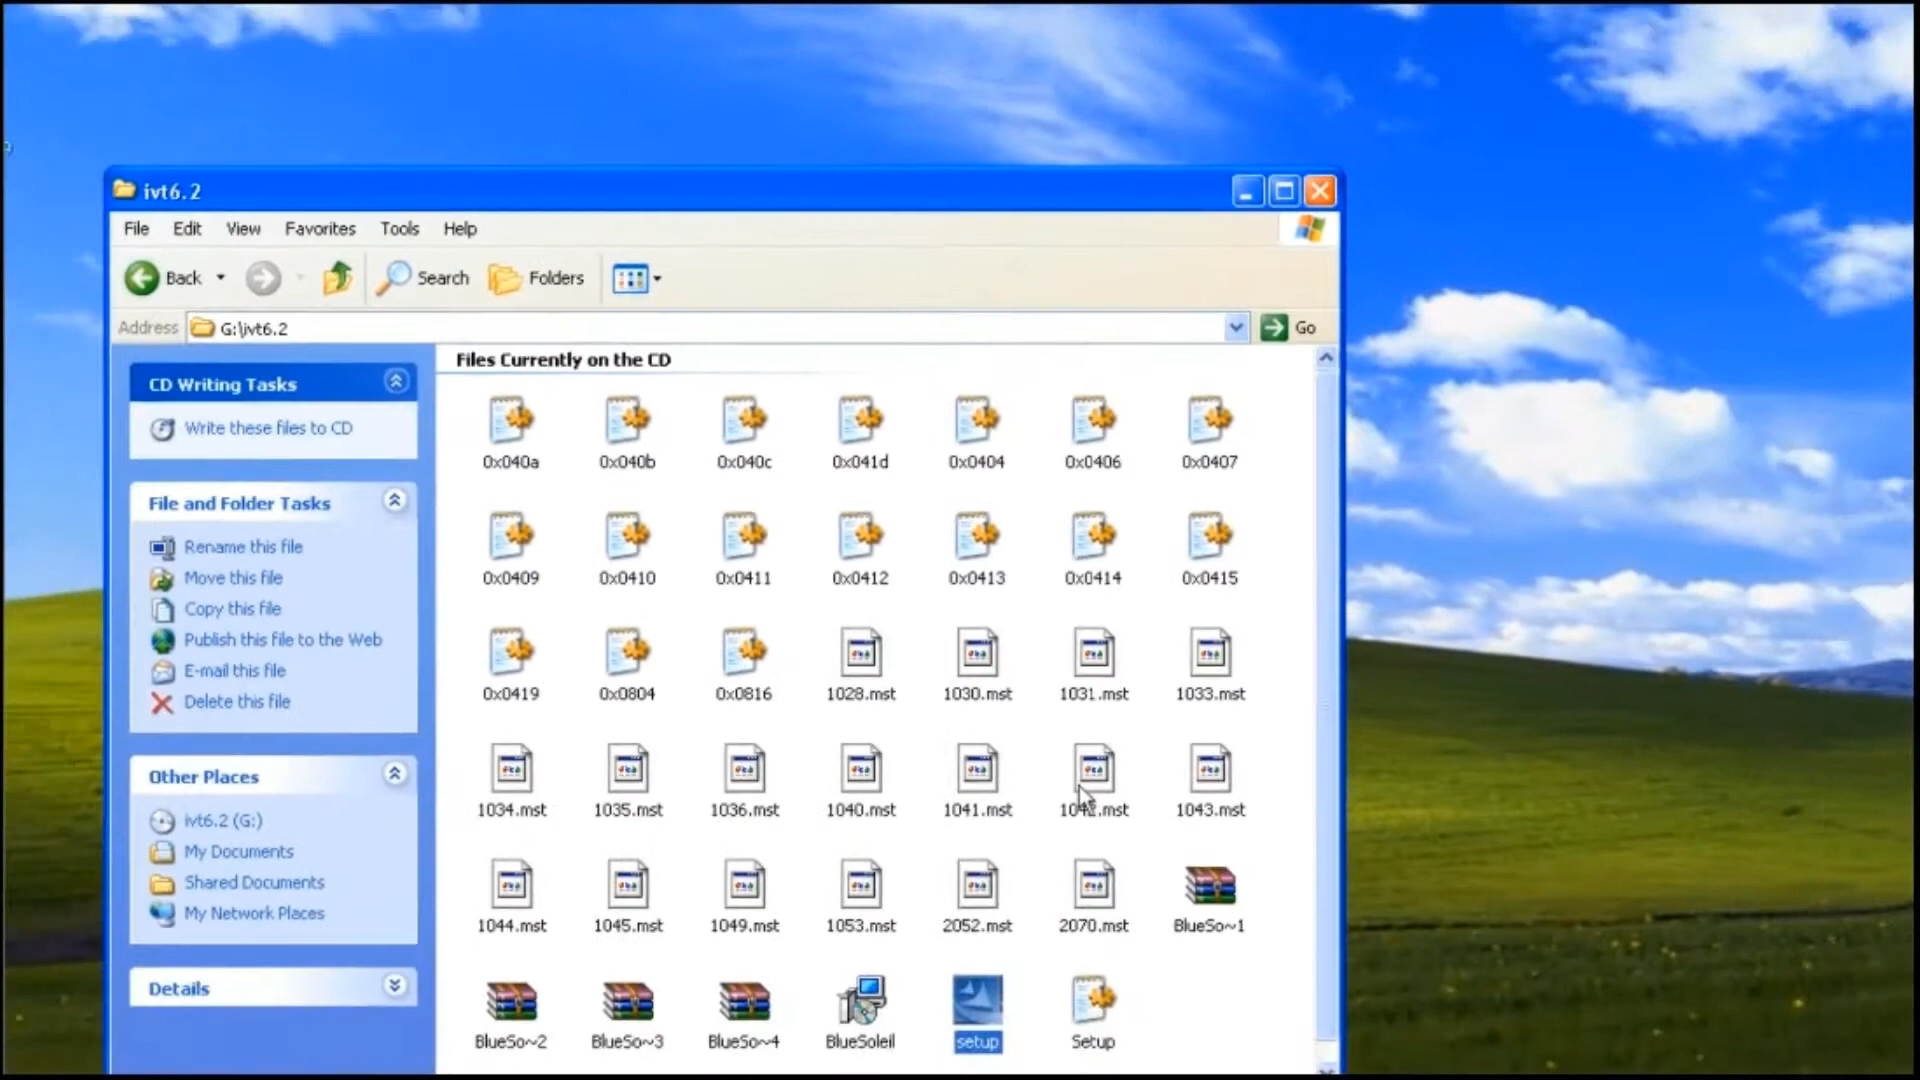 ivt6.2
File Edit View Favorites Tools Help
Back Search Folders
Address G:\ivt6.2 Go
CD Writing Tasks
Write these files to CD
File and Folder Tasks
Rename this file
Move this file
Copy this file
Publish this file to the Web
E-mail this file
Delete this file
Other Places
ivt6.2 (G:)
My Documents
Shared Documents
My Network Places
Details
Files Currently on the CD
0x040a 0x040b 0x040c 0x041d 0x0404 0x0406 0x0407
0x0409 0x0410 0x0411 0x0412 0x0413 0x0414 0x0415
0x0419 0x0804 0x0816 1028.mst 1030.mst 1031.mst 1033.mst
1034.mst 1035.mst 1036.mst 1040.mst 1041.mst 1043.mst
1044.mst 1045.mst 1049.mst 1053.mst 2052.mst 2070.mst BlueSo~1
BlueSo~2 BlueSo~3 BlueSo~4 BlueSoleil setup Setup